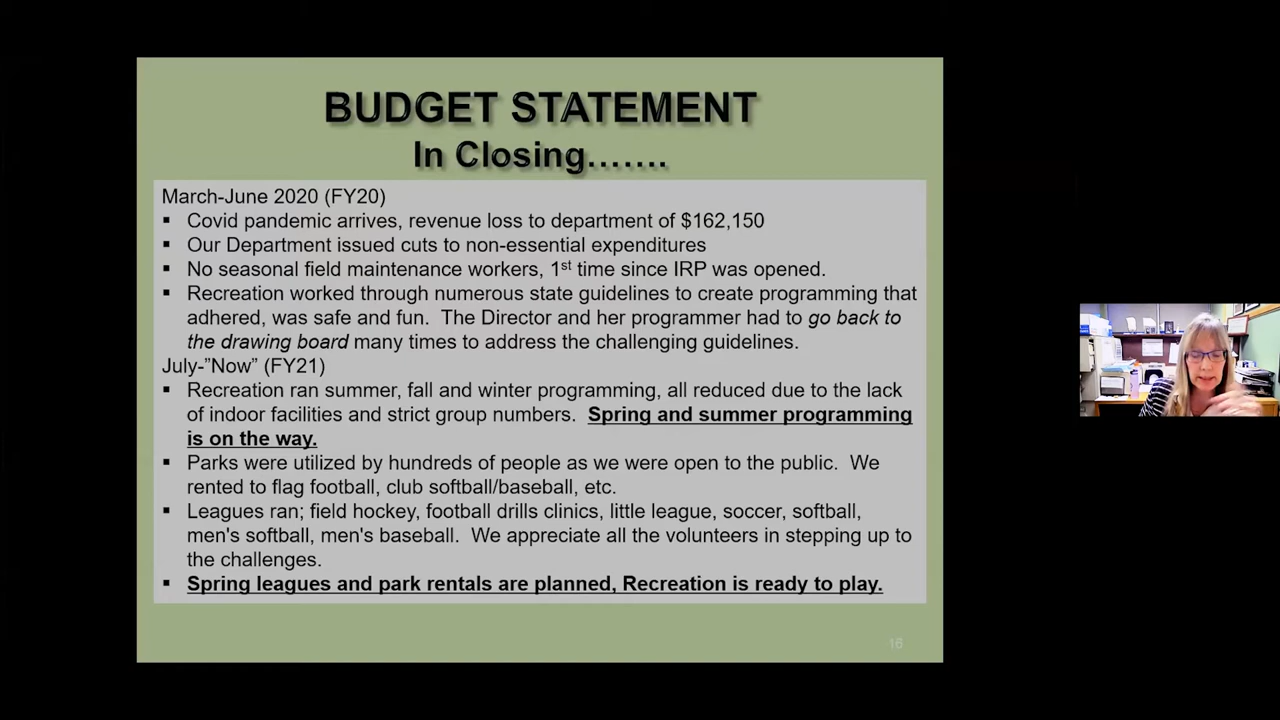 BUDGET STATEMENT
In Closing…….
March-June 2020 (FY20)
▪ Covid pandemic arrives, revenue loss to department of $162,150
▪ Our Department issued cuts to non-essential expenditures
▪ No seasonal field maintenance workers, 1st time since IRP was opened.
▪ Recreation worked through numerous state guidelines to create programming that
adhered, was safe and fun.  The Director and her programmer had to go back to
the drawing board many times to address the challenging guidelines.
July-”Now” (FY21)
▪ Recreation ran summer, fall and winter programming, all reduced due to the lack
of indoor facilities and strict group numbers.  Spring and summer programming
is on the way.
▪ Parks were utilized by hundreds of people as we were open to the public.  We
rented to flag football, club softball/baseball, etc.
▪ Leagues ran; field hockey, football drills clinics, little league, soccer, softball,
men's softball, men's baseball.  We appreciate all the volunteers in stepping up to
the challenges.
▪ Spring leagues and park rentals are planned, Recreation is ready to play.
16